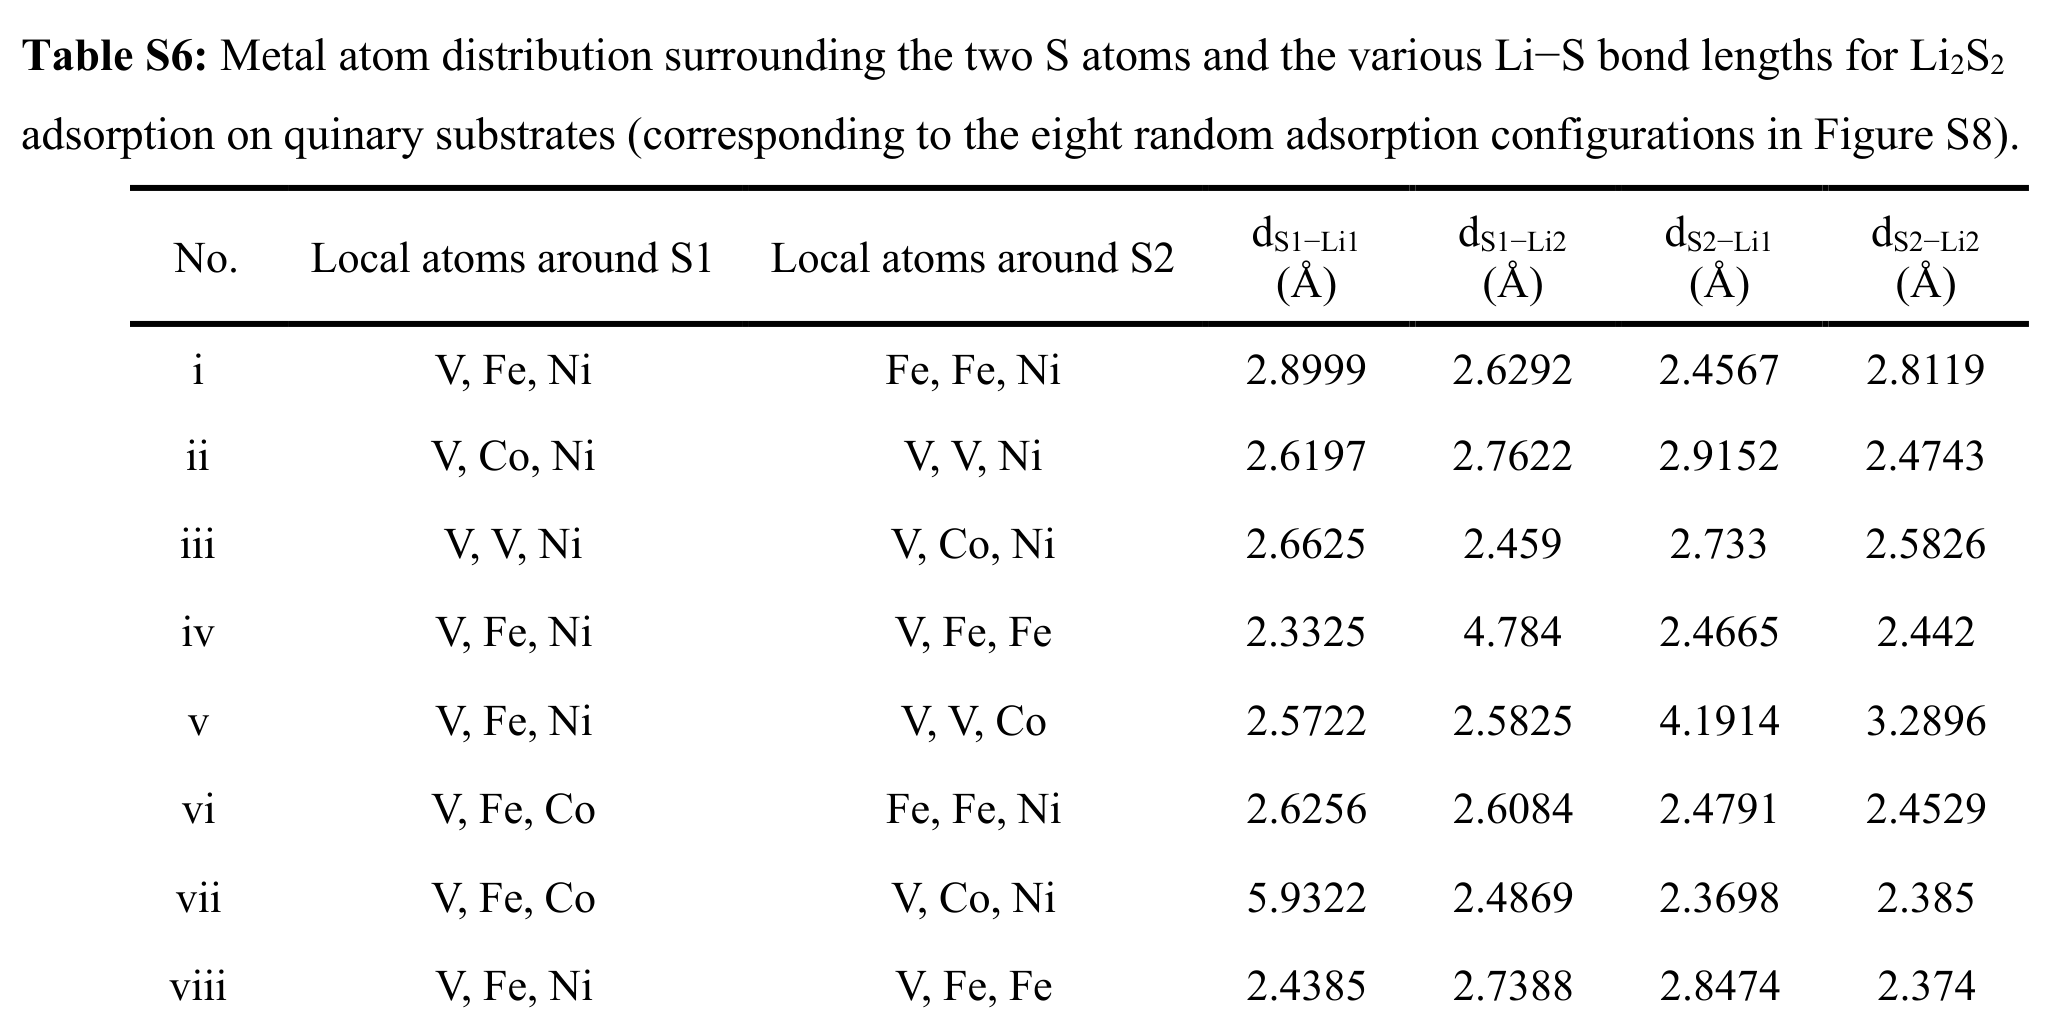 Table S6: Metal atom distribution surrounding the two S atoms and the various Li−S bond lengths for Li₂S₂
adsorption on quinary substrates (corresponding to the eight random adsorption configurations in Figure S8).
No. Local atoms around S1 Local atoms around S2 dS1−Li1 (Å) dS1−Li2 (Å) dS2−Li1 (Å) dS2−Li2 (Å)
i V, Fe, Ni Fe, Fe, Ni 2.8999 2.6292 2.4567 2.8119
ii V, Co, Ni V, V, Ni 2.6197 2.7622 2.9152 2.4743
iii V, V, Ni V, Co, Ni 2.6625 2.459 2.733 2.5826
iv V, Fe, Ni V, Fe, Fe 2.3325 4.784 2.4665 2.442
v V, Fe, Ni V, V, Co 2.5722 2.5825 4.1914 3.2896
vi V, Fe, Co Fe, Fe, Ni 2.6256 2.6084 2.4791 2.4529
vii V, Fe, Co V, Co, Ni 5.9322 2.4869 2.3698 2.385
viii V, Fe, Ni V, Fe, Fe 2.4385 2.7388 2.8474 2.374